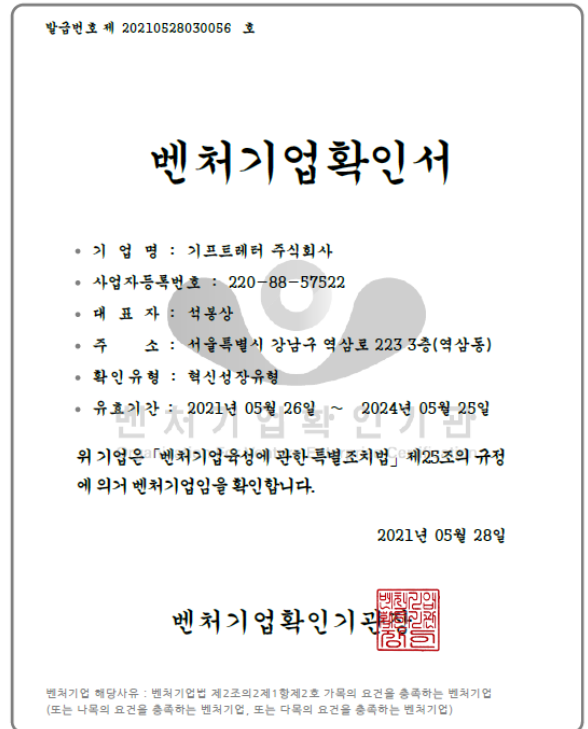 발급번호 제 20210528030056 호
벤처기업확인서
• 기 업 명 : 기프트레터 주식회사
• 사업자등록번호 : 220-88-57522
• 대 표 자 : 석봉상
• 주 소 : 서울특별시 강남구 역삼로 223 3층(역삼동)
• 확인유형 : 혁신성장유형
• 유효기간 : 2021년 05월 26일 ~ 2024년 05월 25일
벤처기업확인기관
위 기업은 「벤처기업육성에 관한 특별조치법」 제25조의 규정
에 의거 벤처기업임을 확인합니다.
2021년 05월 28일
벤처기업확인기관장
벤처기업 해당사유 : 벤처기업법 제2조의2제1항제2호 가목의 요건을 충족하는 벤처기업
(또는 나목의 요건을 충족하는 벤처기업, 또는 다목의 요건을 충족하는 벤처기업)